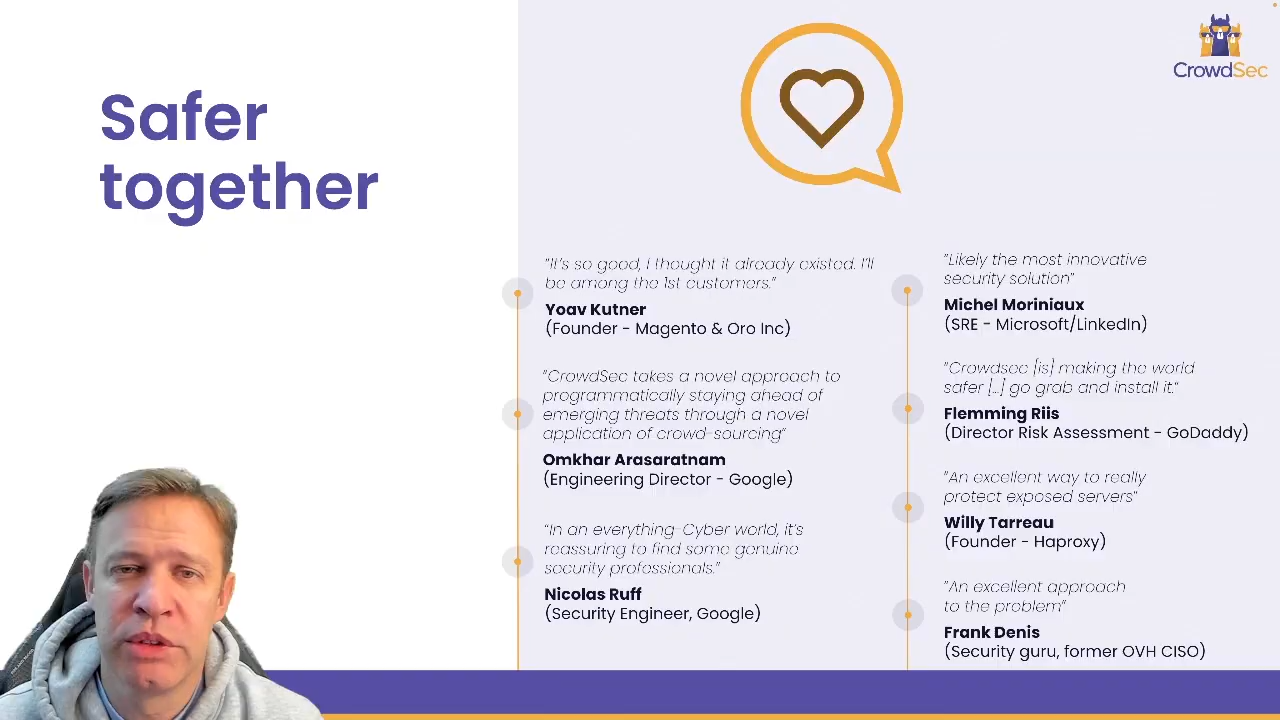 Safer
together
CrowdSec
"It's so good, I thought it already existed. I'll
be among the 1st customers."
Yoav Kutner
(Founder - Magento & Oro Inc)
"CrowdSec takes a novel approach to
programmatically staying ahead of
emerging threats through a novel
application of crowd-sourcing"
Omkhar Arasaratnam
(Engineering Director - Google)
"In an everything-Cyber world, it's
reassuring to find some genuine
security professionals."
Nicolas Ruff
(Security Engineer, Google)
"Likely the most innovative
security solution"
Michel Moriniaux
(SRE - Microsoft/LinkedIn)
"Crowdsec [is] making the world
safer [...] go grab and install it."
Flemming Riis
(Director Risk Assessment - GoDaddy)
"An excellent way to really
protect exposed servers"
Willy Tarreau
(Founder - Haproxy)
"An excellent approach
to the problem"
Frank Denis
(Security guru, former OVH CISO)